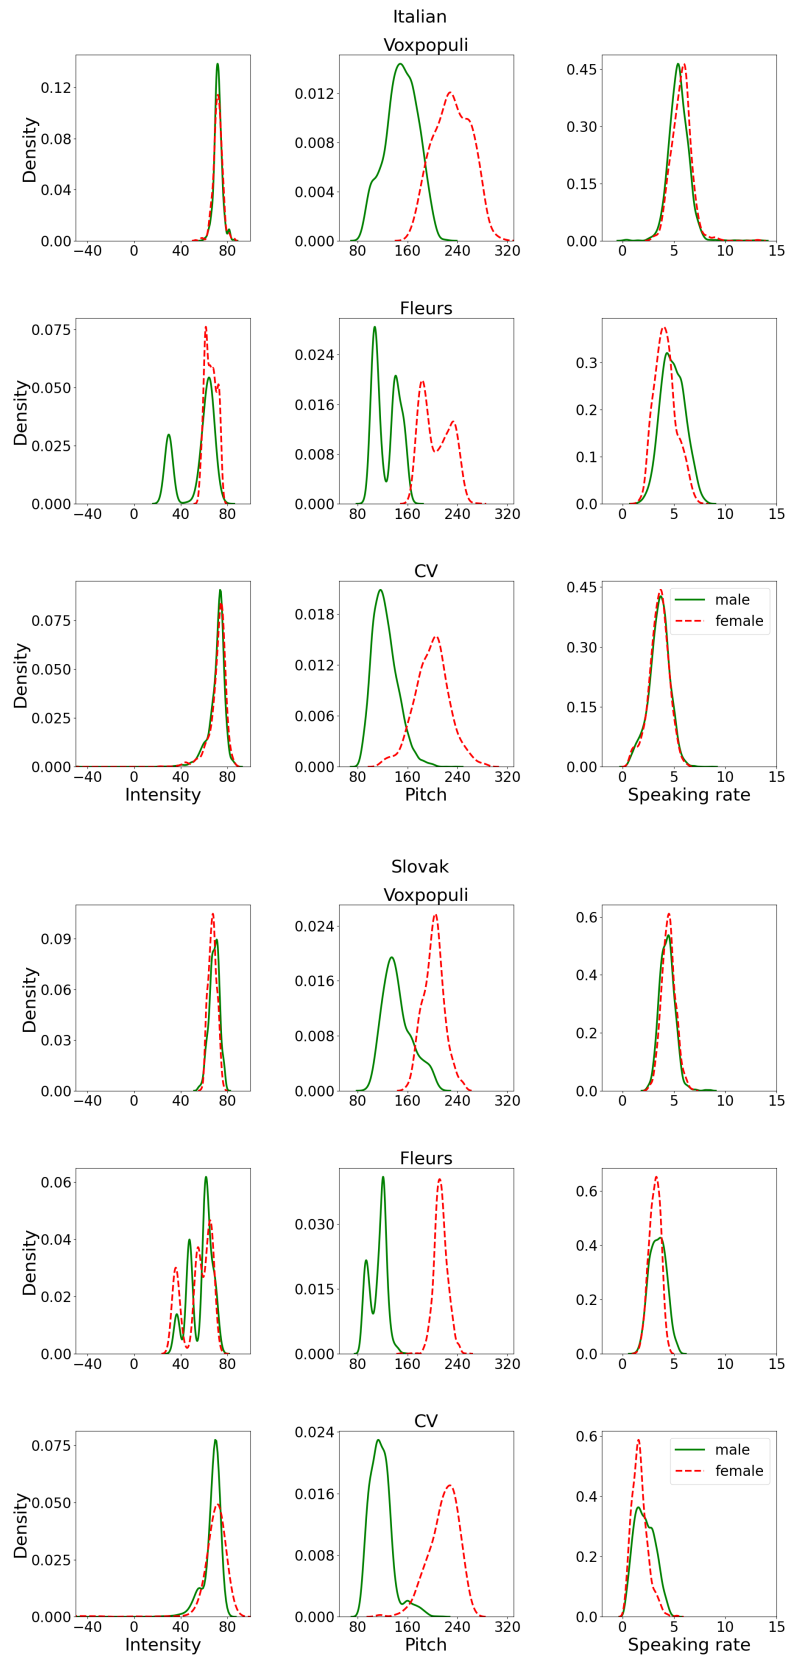 Italian
Voxpopuli
Density
0.12
0.08
0.04
0.00
−40 0 40 80
0.012
0.008
0.004
0.000
80 160 240 320
0.45
0.30
0.15
0.00
0 5 10 15
Fleurs
Density
0.075
0.050
0.025
0.000
−40 0 40 80
0.024
0.016
0.008
0.000
80 160 240 320
0.3
0.2
0.1
0.0
0 5 10 15
CV
Density
0.075
0.050
0.025
0.000
−40 0 40 80
Intensity
0.018
0.012
0.006
0.000
80 160 240 320
Pitch
0.45
0.30
0.15
0.00
male
female
0 5 10 15
Speaking rate
Slovak
Voxpopuli
Density
0.09
0.06
0.03
0.00
−40 0 40 80
0.024
0.016
0.008
0.000
80 160 240 320
0.6
0.4
0.2
0.0
0 5 10 15
Fleurs
Density
0.06
0.04
0.02
0.00
−40 0 40 80
0.030
0.015
0.000
80 160 240 320
0.6
0.4
0.2
0.0
0 5 10 15
CV
Density
0.075
0.050
0.025
0.000
−40 0 40 80
Intensity
0.024
0.016
0.008
0.000
80 160 240 320
Pitch
0.6
0.4
0.2
0.0
male
female
0 5 10 15
Speaking rate